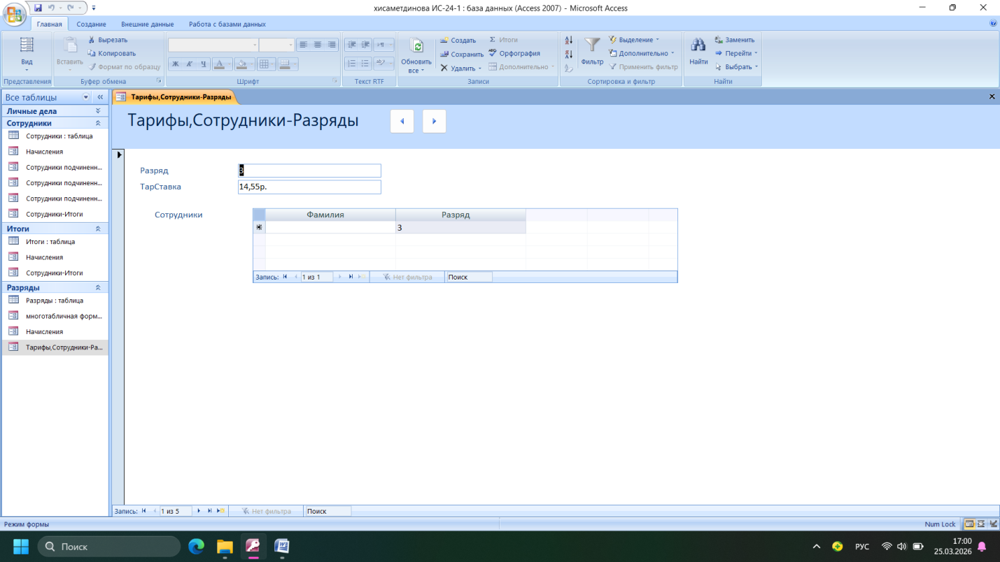 хисаметдинова ИС-24-1 : база данных (Access 2007) - Microsoft Access
Главная Создание Внешние данные Работа с базами данных
Вид
Представления
Вставить
Вырезать
Копировать
Формат по образцу
Буфер обмена
Ж К Ч А
Шрифт
Текст RTF
Обновить
все
Создать
Сохранить
Удалить
Итоги
Орфография
Дополнительно
Записи
Фильтр
Выделение
Дополнительно
Применить фильтр
Сортировка и фильтр
Найти
Заменить
Перейти
Выбрать
Найти
Все таблицы
Личные дела
Сотрудники
Сотрудники : таблица
Начисления
Сотрудники подчиненн...
Сотрудники подчиненн...
Сотрудники подчиненн...
Сотрудники-Итоги
Итоги
Итоги : таблица
Начисления
Сотрудники-Итоги
Разряды
Разряды : таблица
многотабличная форм...
Начисления
Тарифы,Сотрудники-Ра...
Тарифы,Сотрудники-Разряды
Тарифы,Сотрудники-Разряды
Разряд 3
ТарСтавка 14,55р.
Сотрудники
Фамилия Разряд
3
Запись: 1 из 1 Нет фильтра Поиск
Запись: 1 из 5 Нет фильтра Поиск
Режим формы Num Lock
Поиск
РУС
17:00
25.03.2026